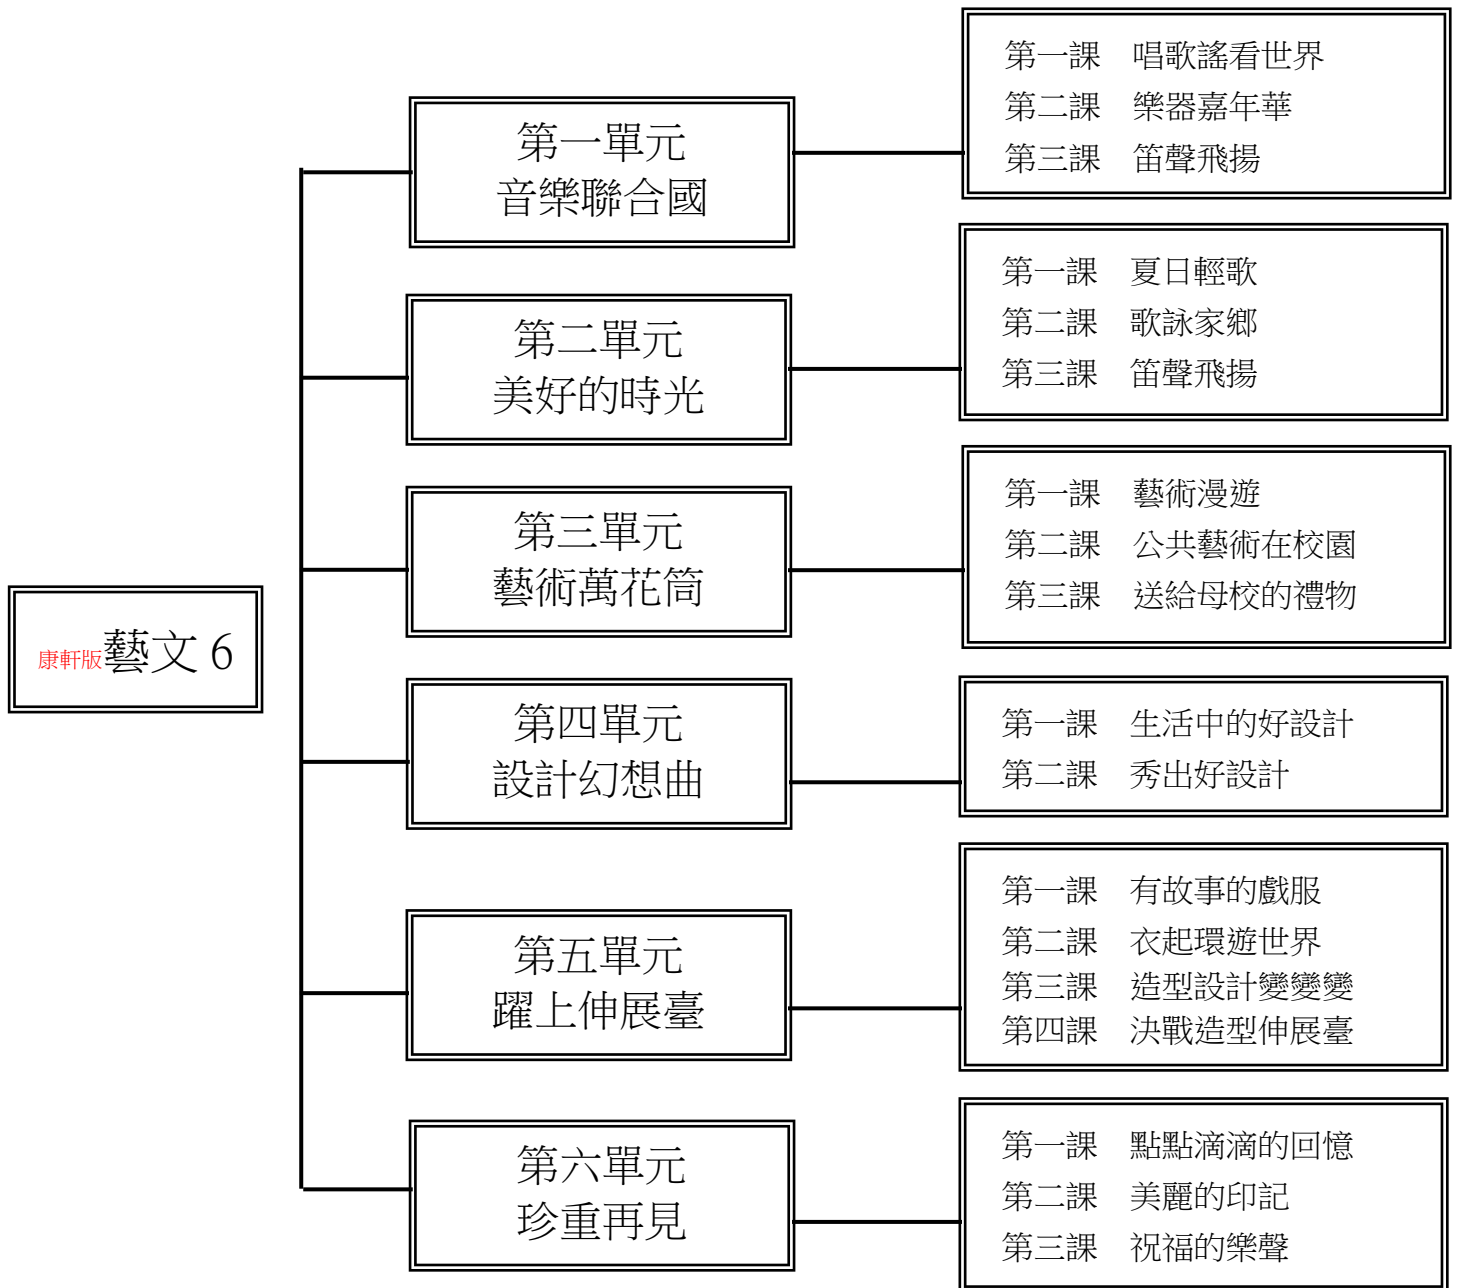 康軒版藝文 6
第一單元
音樂聯合國
第一課　唱歌謠看世界
第二課　樂器嘉年華
第三課　笛聲飛揚
第二單元
美好的時光
第一課　夏日輕歌
第二課　歌詠家鄉
第三課　笛聲飛揚
第三單元
藝術萬花筒
第一課　藝術漫遊
第二課　公共藝術在校園
第三課　送給母校的禮物
第四單元
設計幻想曲
第一課　生活中的好設計
第二課　秀出好設計
第五單元
躍上伸展臺
第一課　有故事的戲服
第二課　衣起環遊世界
第三課　造型設計變變變
第四課　決戰造型伸展臺
第六單元
珍重再見
第一課　點點滴滴的回憶
第二課　美麗的印記
第三課　祝福的樂聲